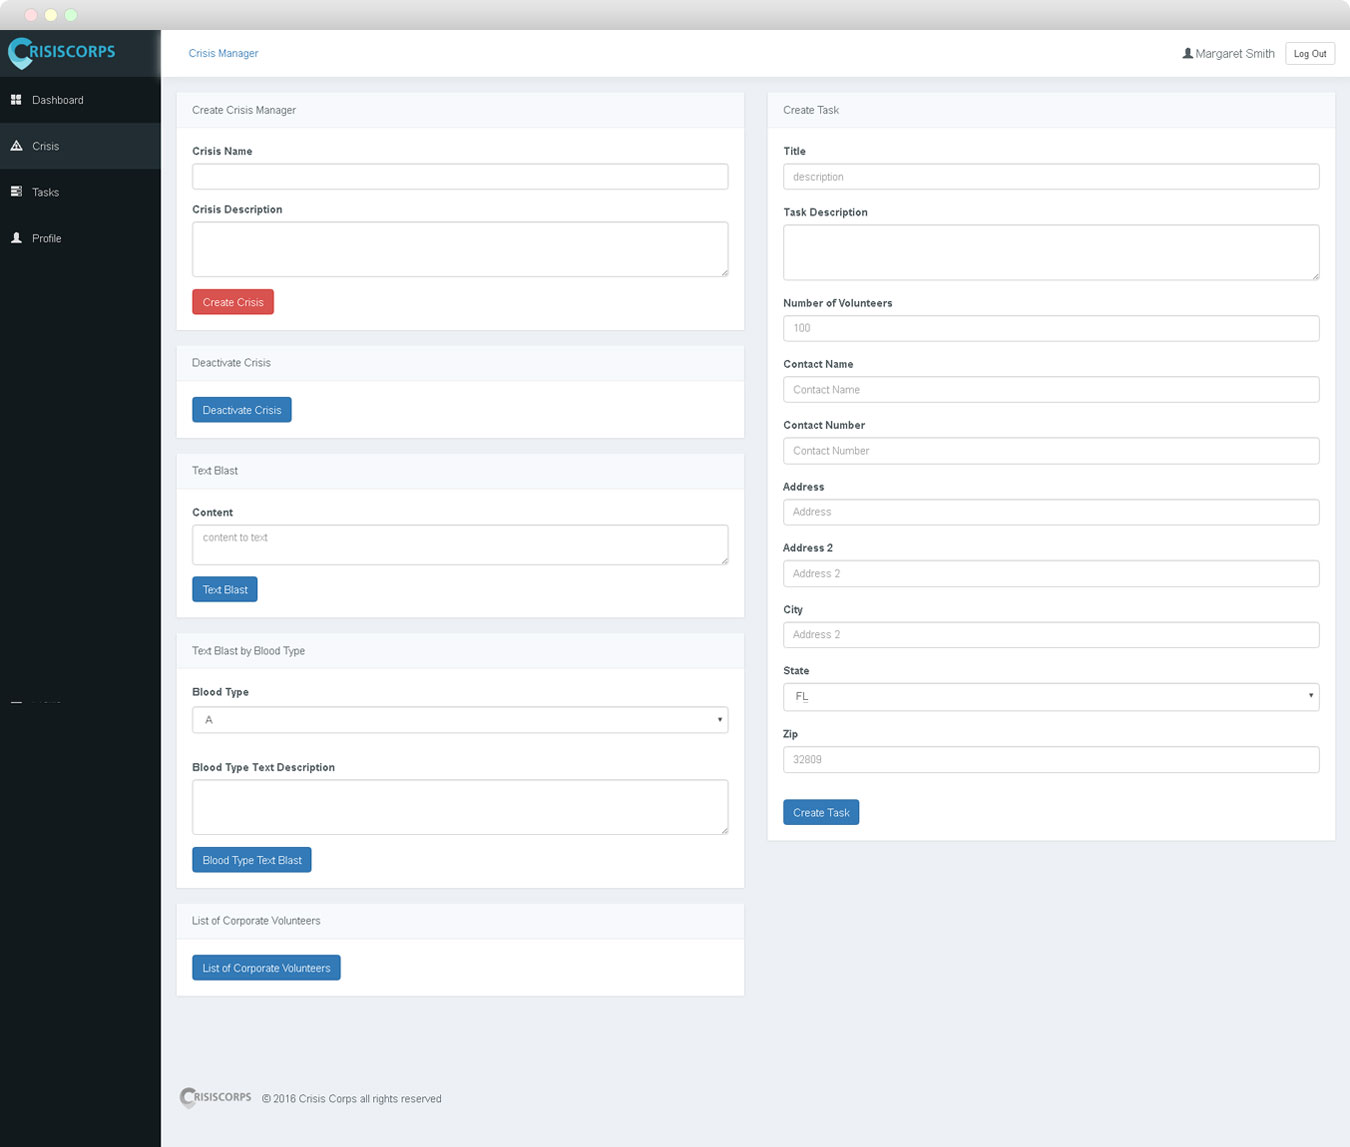 CRISISCORPS
Crisis Manager
Margaret Smith
Log Out
Dashboard
Crisis
Tasks
Profile
Create Crisis Manager
Crisis Name
Crisis Description
Create Crisis
Deactivate Crisis
Deactivate Crisis
Text Blast
Content
content to text
Text Blast
Text Blast by Blood Type
Blood Type
A
Blood Type Text Description
Blood Type Text Blast
List of Corporate Volunteers
List of Corporate Volunteers
Create Task
Title
description
Task Description
Number of Volunteers
100
Contact Name
Contact Name
Contact Number
Contact Number
Address
Address
Address 2
Address 2
City
Address 2
State
FL
Zip
32809
Create Task
CRISISCORPS © 2016 Crisis Corps all rights reserved